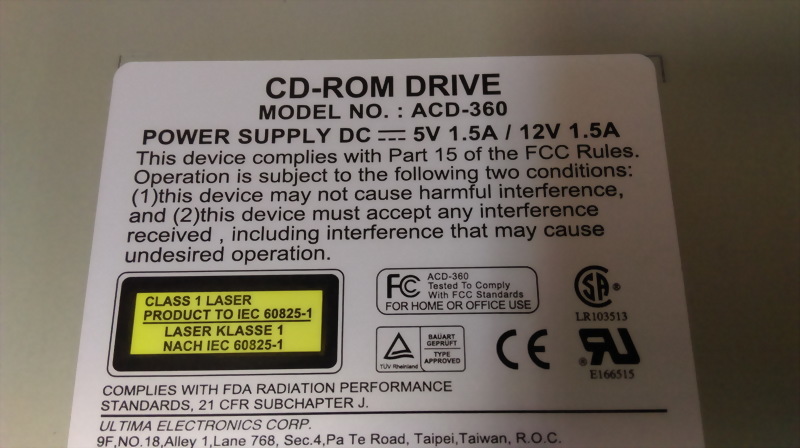 CD-ROM DRIVE
MODEL NO. : ACD-360
POWER SUPPLY DC ⎓ 5V 1.5A / 12V 1.5A
This device complies with Part 15 of the FCC Rules.
Operation is subject to the following two conditions:
(1)this device may not cause harmful interference,
and (2)this device must accept any interference
received , including interference that may cause
undesired operation.
CLASS 1 LASER
PRODUCT TO IEC 60825-1
LASER KLASSE 1
NACH IEC 60825-1
FC ACD-360
Tested To Comply
With FCC Standards
FOR HOME OR OFFICE USE
SA ®
LR103513
TÜV Rheinland
BAUART
GEPRÜFT
TYPE
APPROVED
CE
®
E166515
COMPLIES WITH FDA RADIATION PERFORMANCE
STANDARDS, 21 CFR SUBCHAPTER J.
ULTIMA ELECTRONICS CORP.
9F,NO.18,Alley 1,Lane 768, Sec.4,Pa Te Road, Taipei,Taiwan, R.O.C.